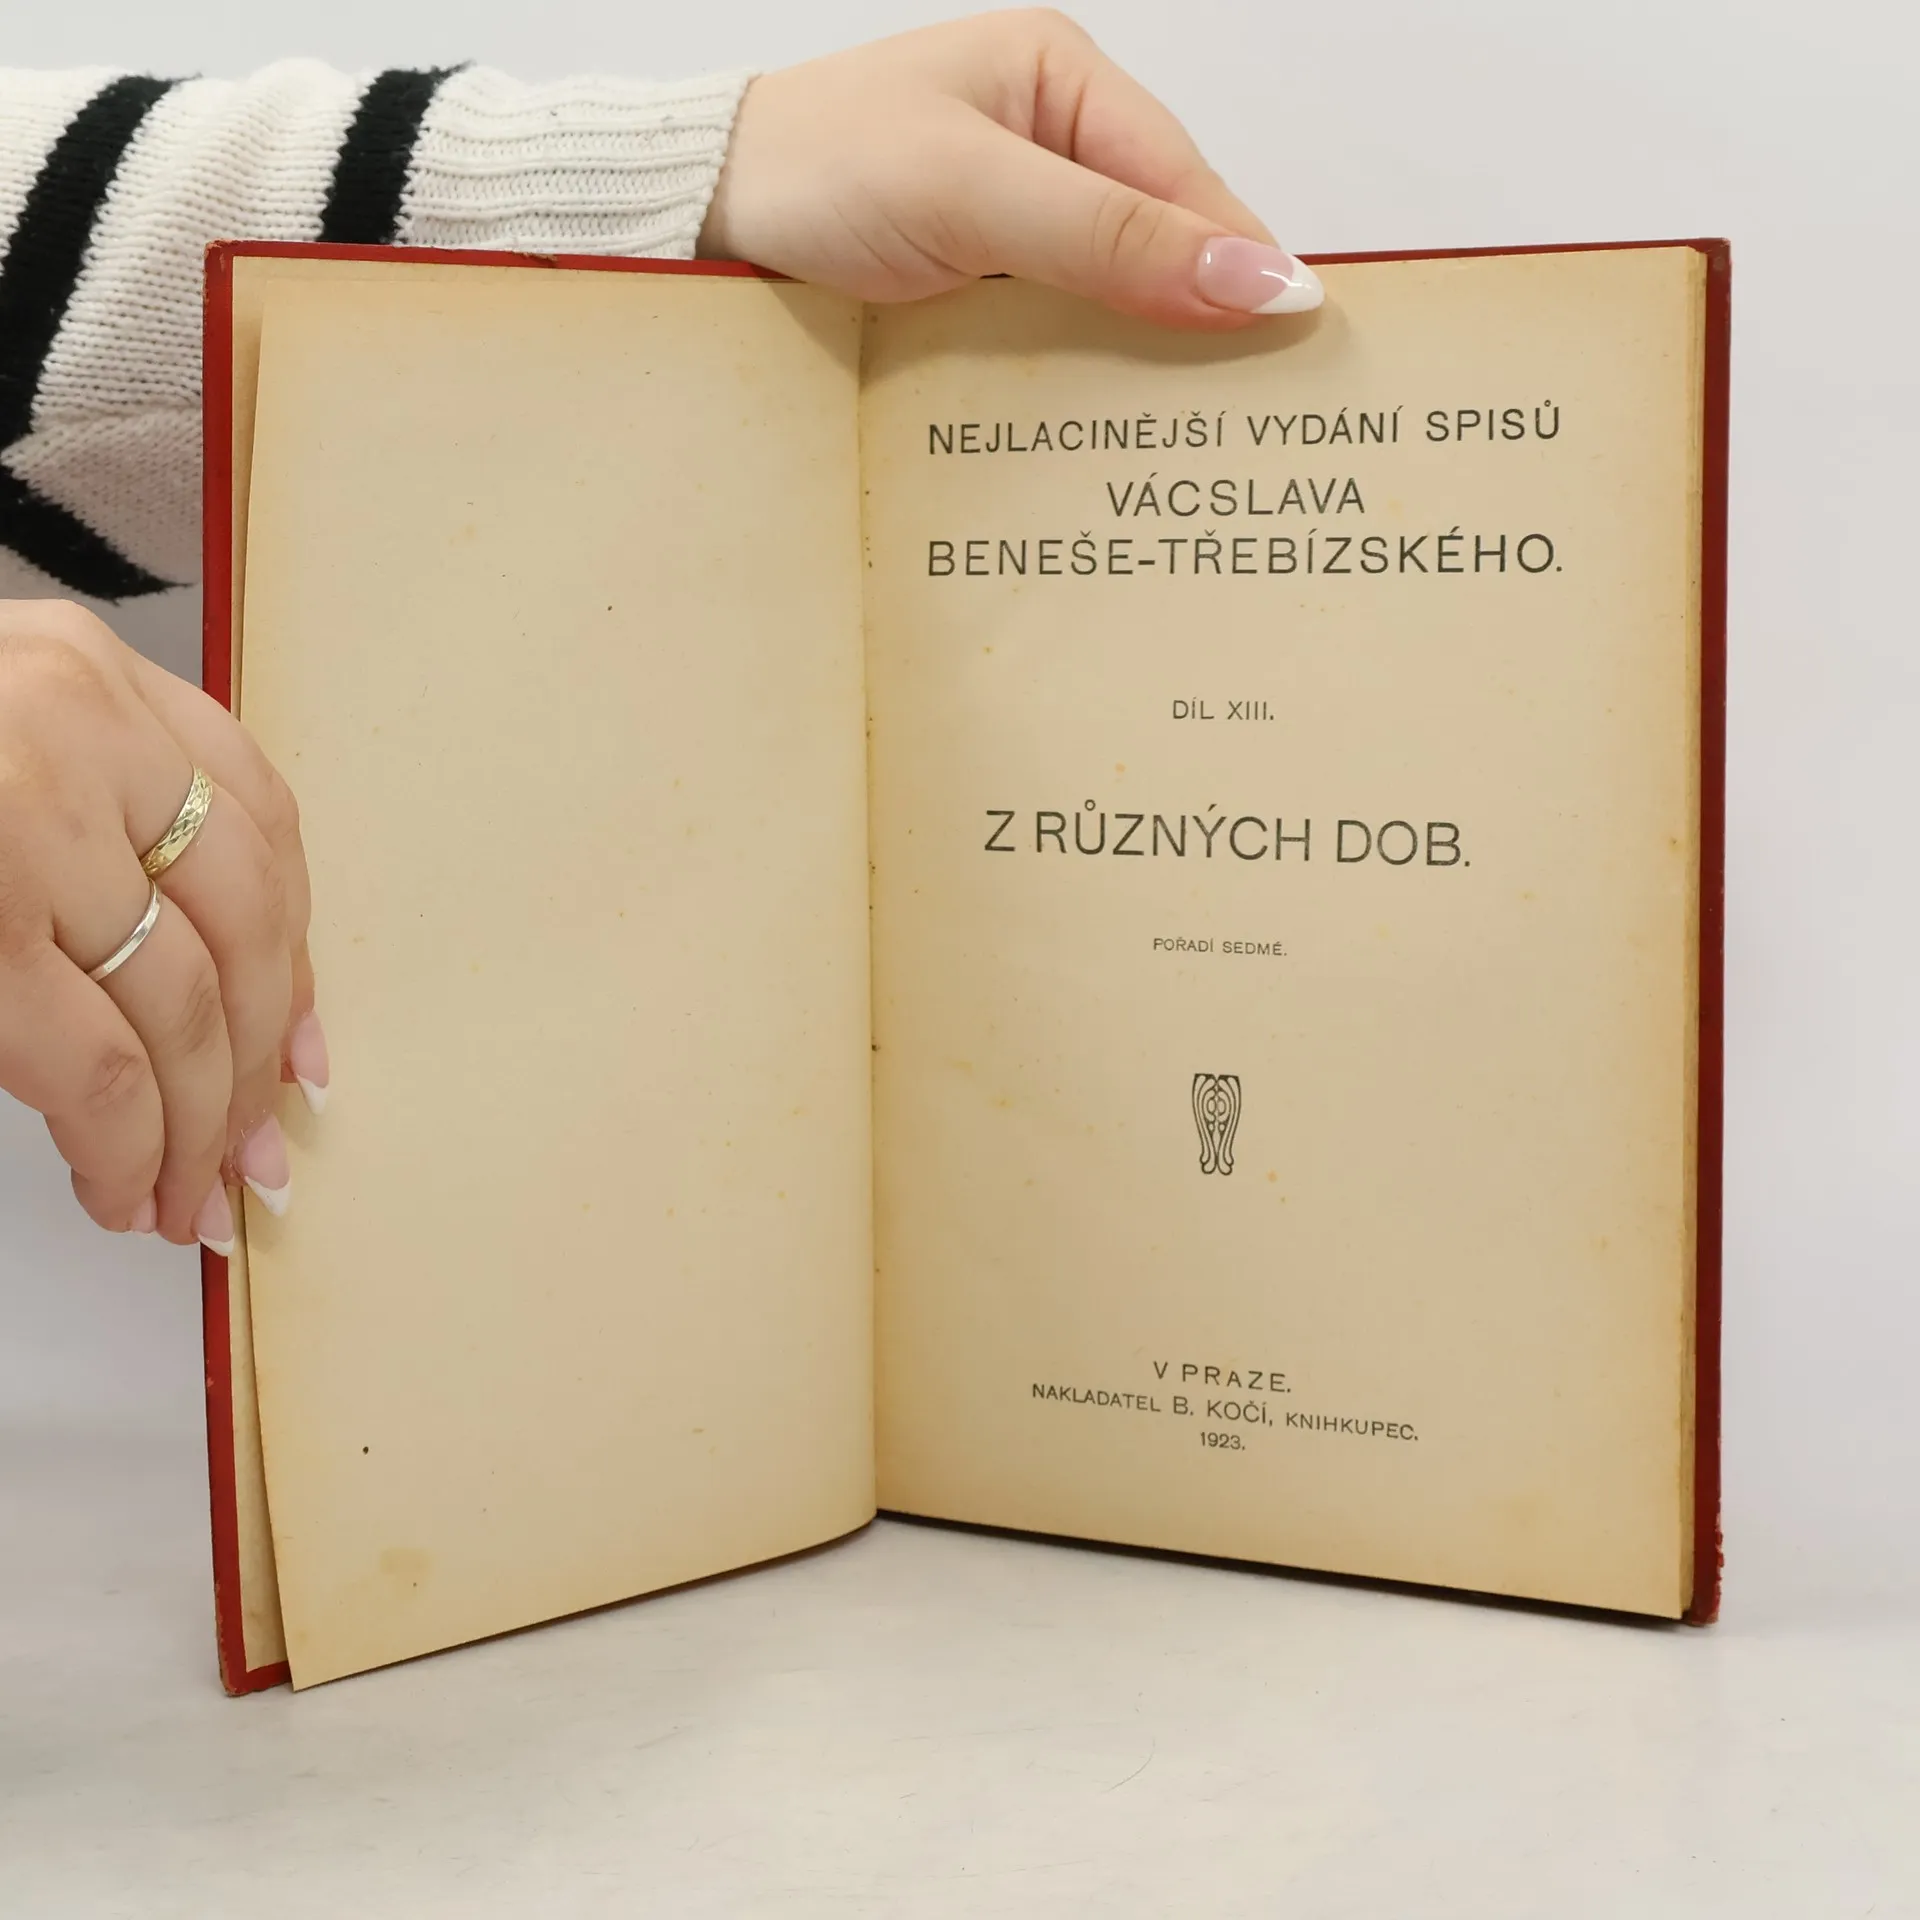 NEJLACINĚJŠÍ VYDÁNÍ SPISŮ
VÁCSLAVA
BENEŠE-TŘEBÍZSKÉHO.
DÍL XIII.
Z RŮZNÝCH DOB.
POŘADÍ SEDMÉ.
V PRAZE.
NAKLADATEL B. KOČÍ, KNIHKUPEC.
1923.